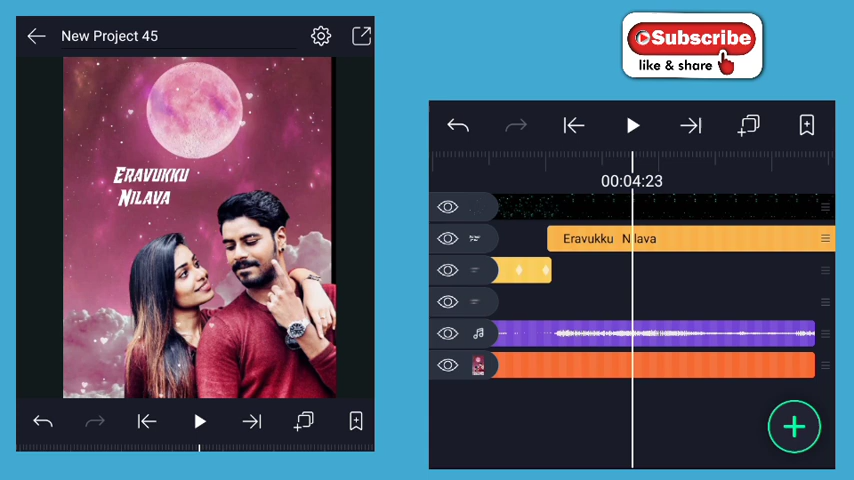 New Project 45
Eravukku
Nilava
Subscribe
like & share
00:04:23
Eravukku Nilava